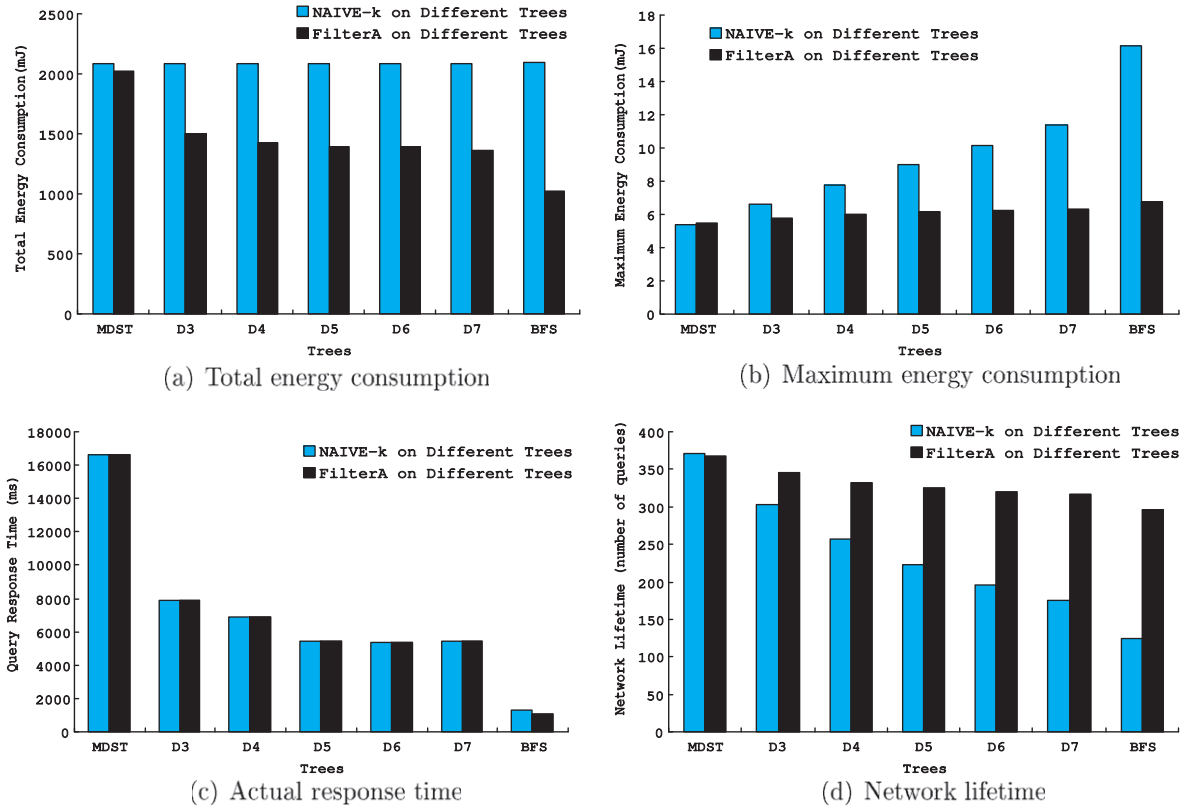 NAIVE-k on Different Trees
FilterA on Different Trees
Total Energy Consumption(mJ)
2500
2000
1500
1000
500
0
MDST D3 D4 D5 D6 D7 BFS
Trees
(a) Total energy consumption
NAIVE-k on Different Trees
FilterA on Different Trees
Maximum Energy Consumption(mJ)
18
16
14
12
10
8
6
4
2
0
MDST D3 D4 D5 D6 D7 BFS
Trees
(b) Maximum energy consumption
NAIVE-k on Different Trees
FilterA on Different Trees
Query Response Time (ms)
18000
16000
14000
12000
10000
8000
6000
4000
2000
0
MDST D3 D4 D5 D6 D7 BFS
Trees
(c) Actual response time
NAIVE-k on Different Trees
FilterA on Different Trees
Network Lifetime (number of queries)
400
350
300
250
200
150
100
50
0
MDST D3 D4 D5 D6 D7 BFS
Trees
(d) Network lifetime